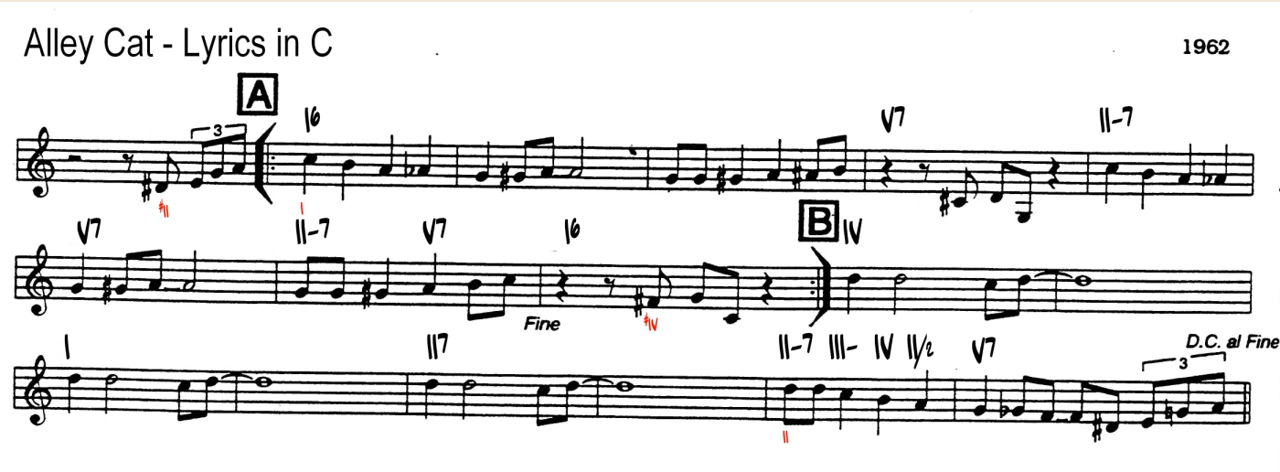 Alley Cat - Lyrics in C
1962
A
3
I6
V7
II-7
#II
I
V7
II-7
V7
I6
B
IV
Fine
#IV
I
II7
II-7 III- IV II/2
V7
D.C. al Fine
3
II